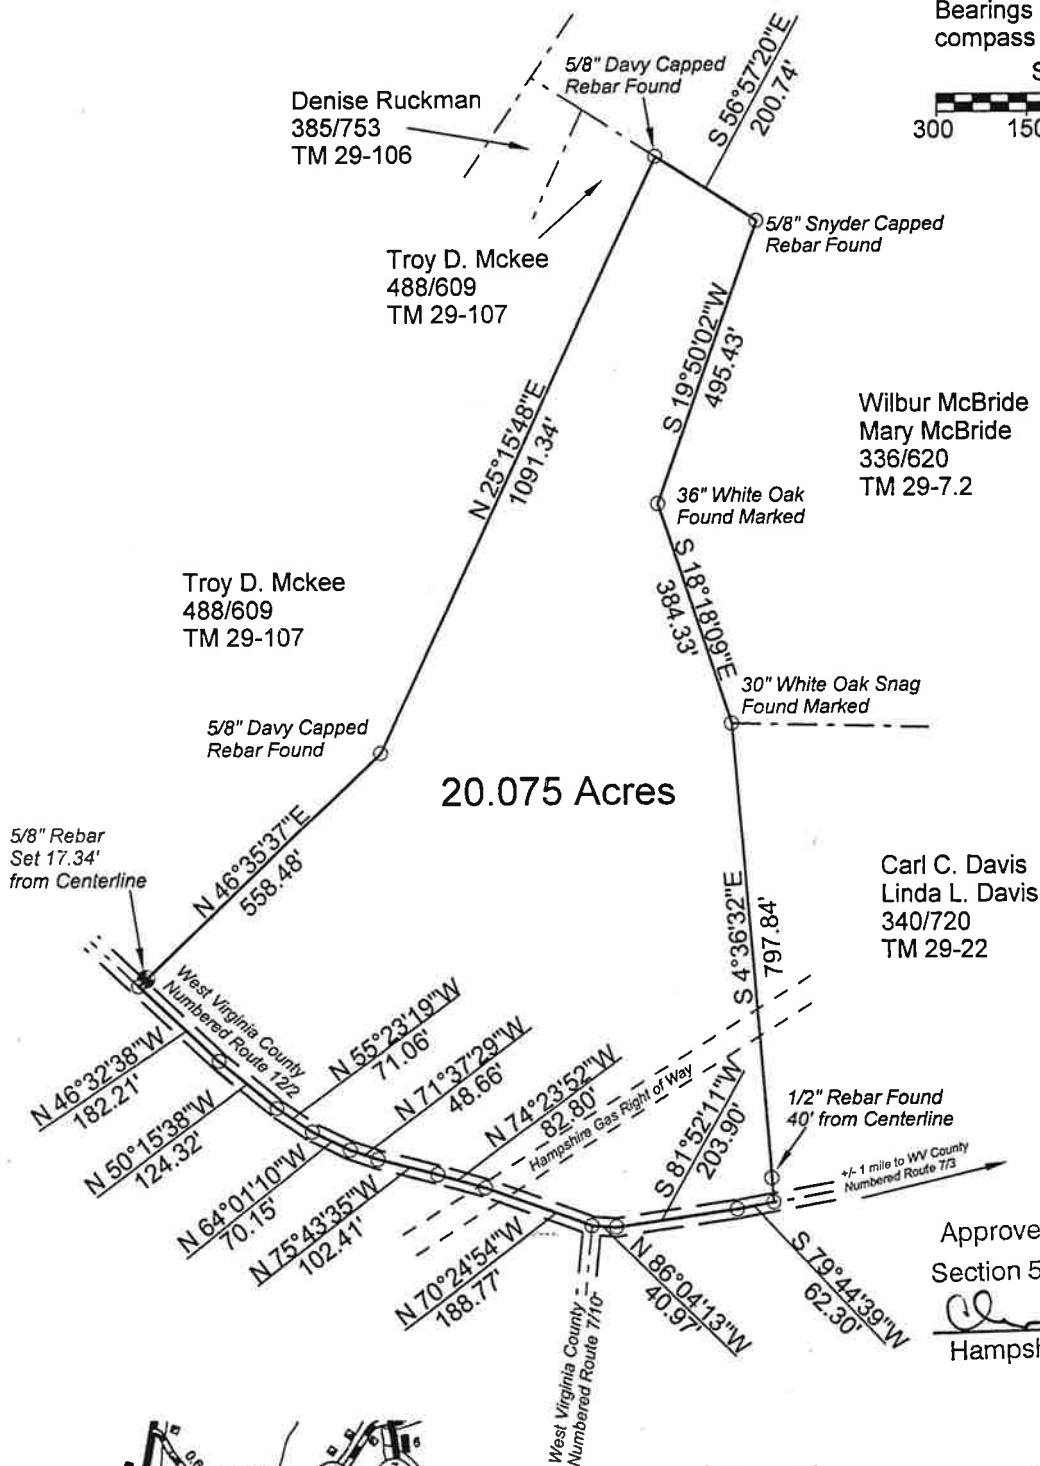 Bearings
compass
S
300 150
5/8" Davy Capped
Rebar Found
S 56°57'20"E
200.74'
Denise Ruckman
385/753
TM 29-106
5/8" Snyder Capped
Rebar Found
Troy D. Mckee
488/609
TM 29-107
S 19°50'02"W
495.43'
N 25°15'48"E
1091.34'
Wilbur McBride
Mary McBride
336/620
TM 29-7.2
36" White Oak
Found Marked
S 18°18'09"E
384.33'
Troy D. Mckee
488/609
TM 29-107
30" White Oak Snag
Found Marked
5/8" Davy Capped
Rebar Found
20.075 Acres
5/8" Rebar
Set 17.34'
from Centerline
N 46°35'37"E
558.48'
Carl C. Davis
Linda L. Davis
340/720
TM 29-22
S 4°36'32"E
797.84'
West Virginia County
Numbered Route 12/2
N 55°23'19"W
71.06'
N 71°37'29"W
48.66'
N 74°23'52"W
82.80'
Hampshire Gas Right of Way
S 81°52'11"W
203.90'
1/2" Rebar Found
40' from Centerline
+/- 1 mile to WV County
Numbered Route 7/3
N 46°32'38"W
182.21'
N 50°15'38"W
124.32'
N 64°01'10"W
70.15'
N 75°43'35"W
102.41'
N 70°24'54"W
188.77'
N 86°04'13"W
40.97'
S 79°44'39"W
62.30'
West Virginia County
Numbered Route 7/10
Approve
Section 5
Hampsh
0.6
6